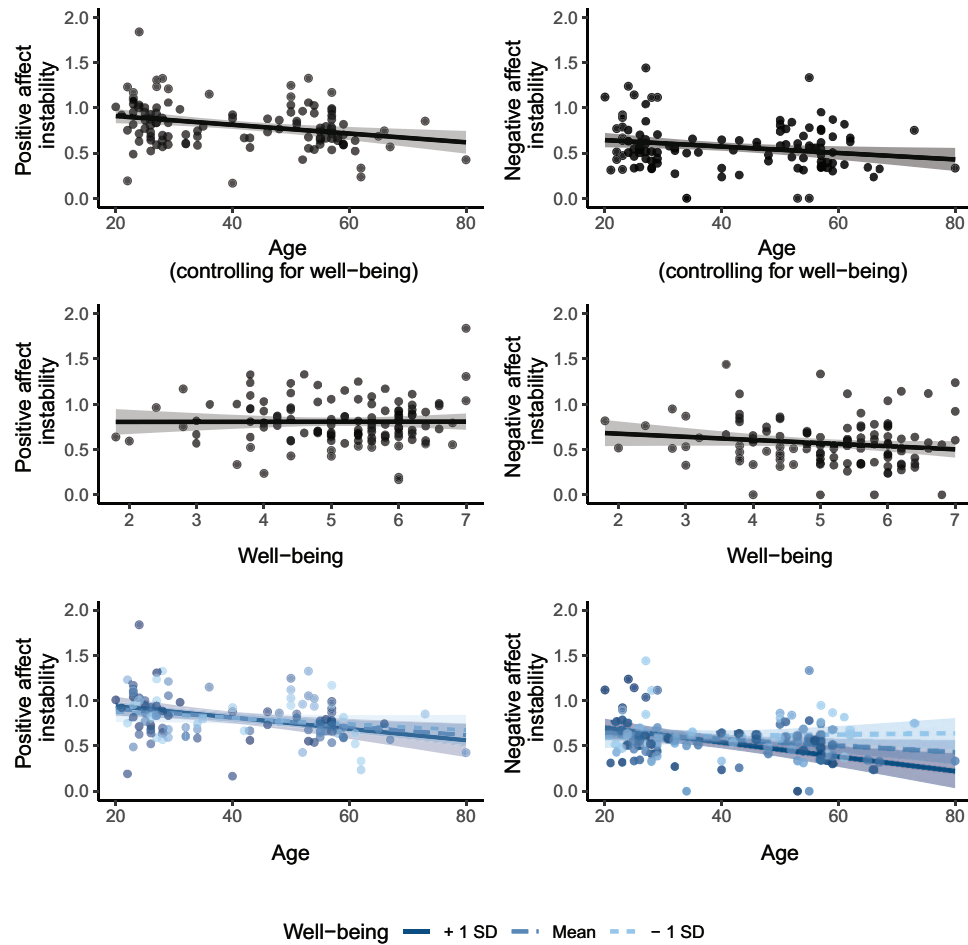 Positive affect
instability
2.0
1.5
1.0
0.5
0.0
20
40
60
80
Age
(controlling for well−being)
Negative affect
instability
2.0
1.5
1.0
0.5
0.0
20
40
60
80
Age
(controlling for well−being)
Positive affect
instability
2.0
1.5
1.0
0.5
0.0
2
3
4
5
6
7
Well−being
Negative affect
instability
2.0
1.5
1.0
0.5
0.0
2
3
4
5
6
7
Well−being
Positive affect
instability
2.0
1.5
1.0
0.5
0.0
20
40
60
80
Age
Negative affect
instability
2.0
1.5
1.0
0.5
0.0
20
40
60
80
Age
Well−being + 1 SD Mean − 1 SD